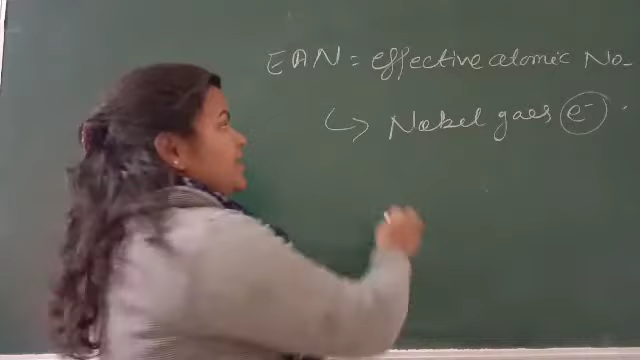 EAN = effective atomic No-
↳ Nobel gaes e⁻